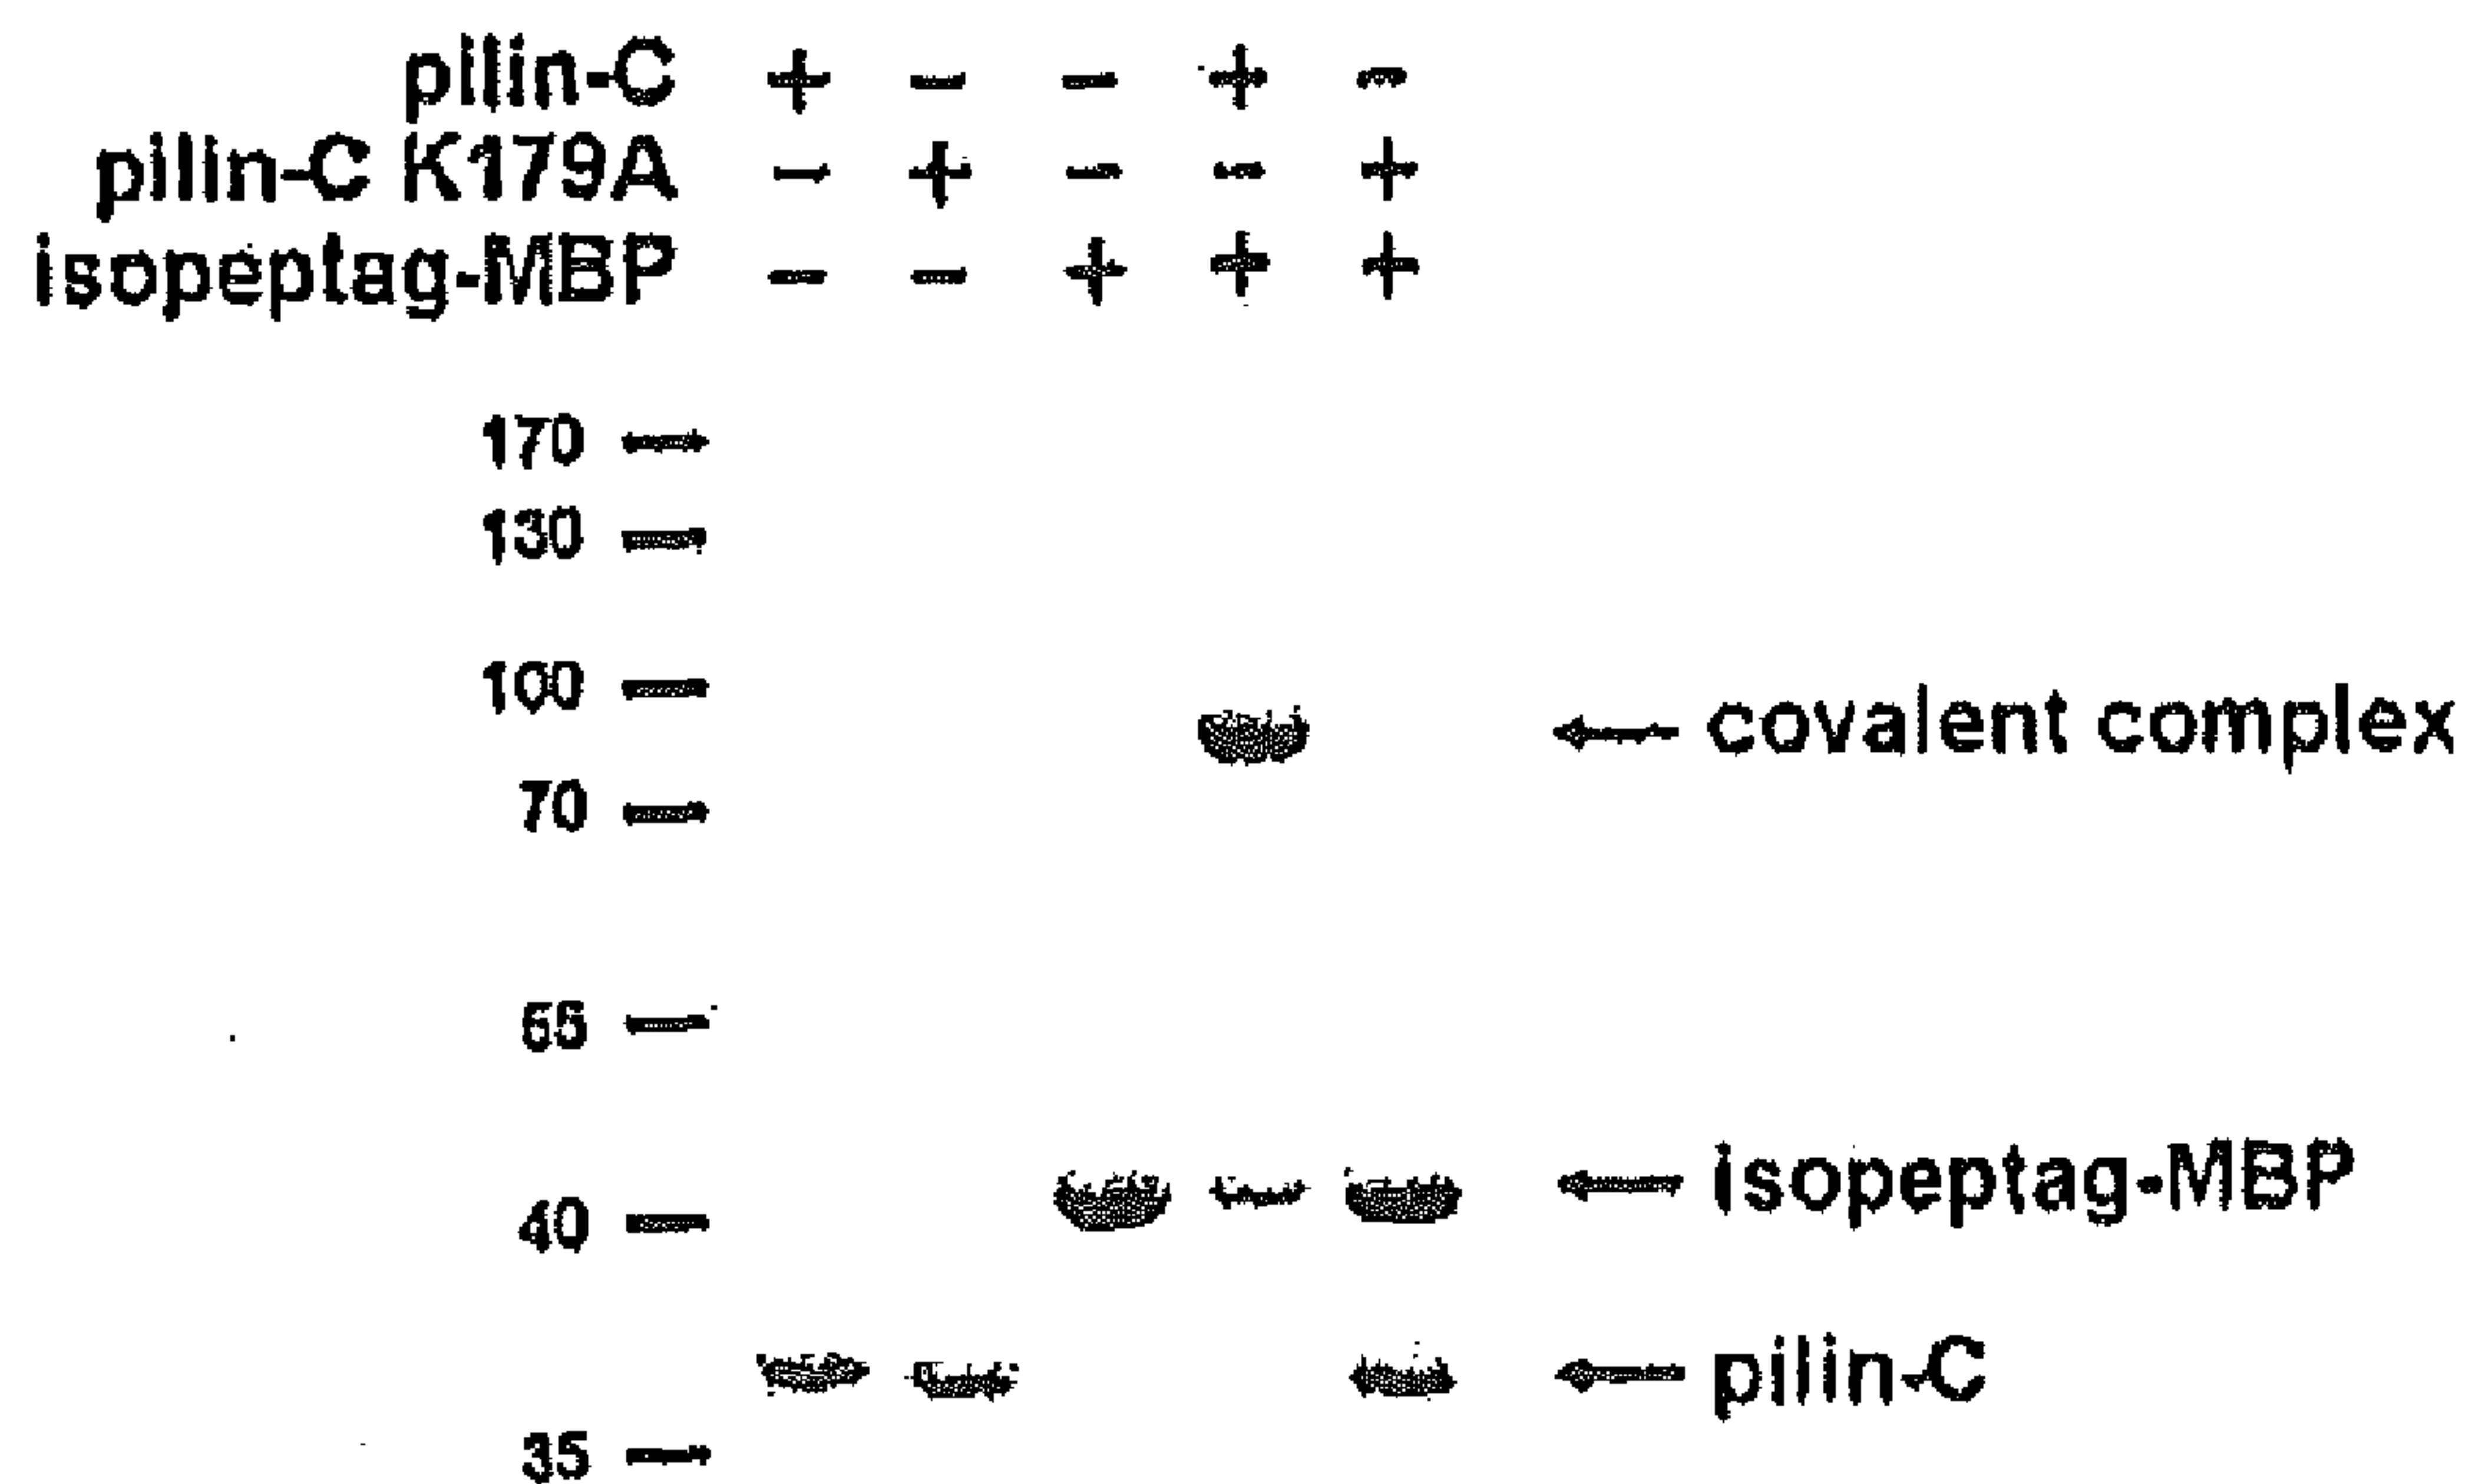 pilin-C + - - + -
pilin-C K179A - + - - +
isopeptag-MBP - - + + +
170
130
100
covalent complex
70
55
isopeptag-MBP
40
pilin-C
35